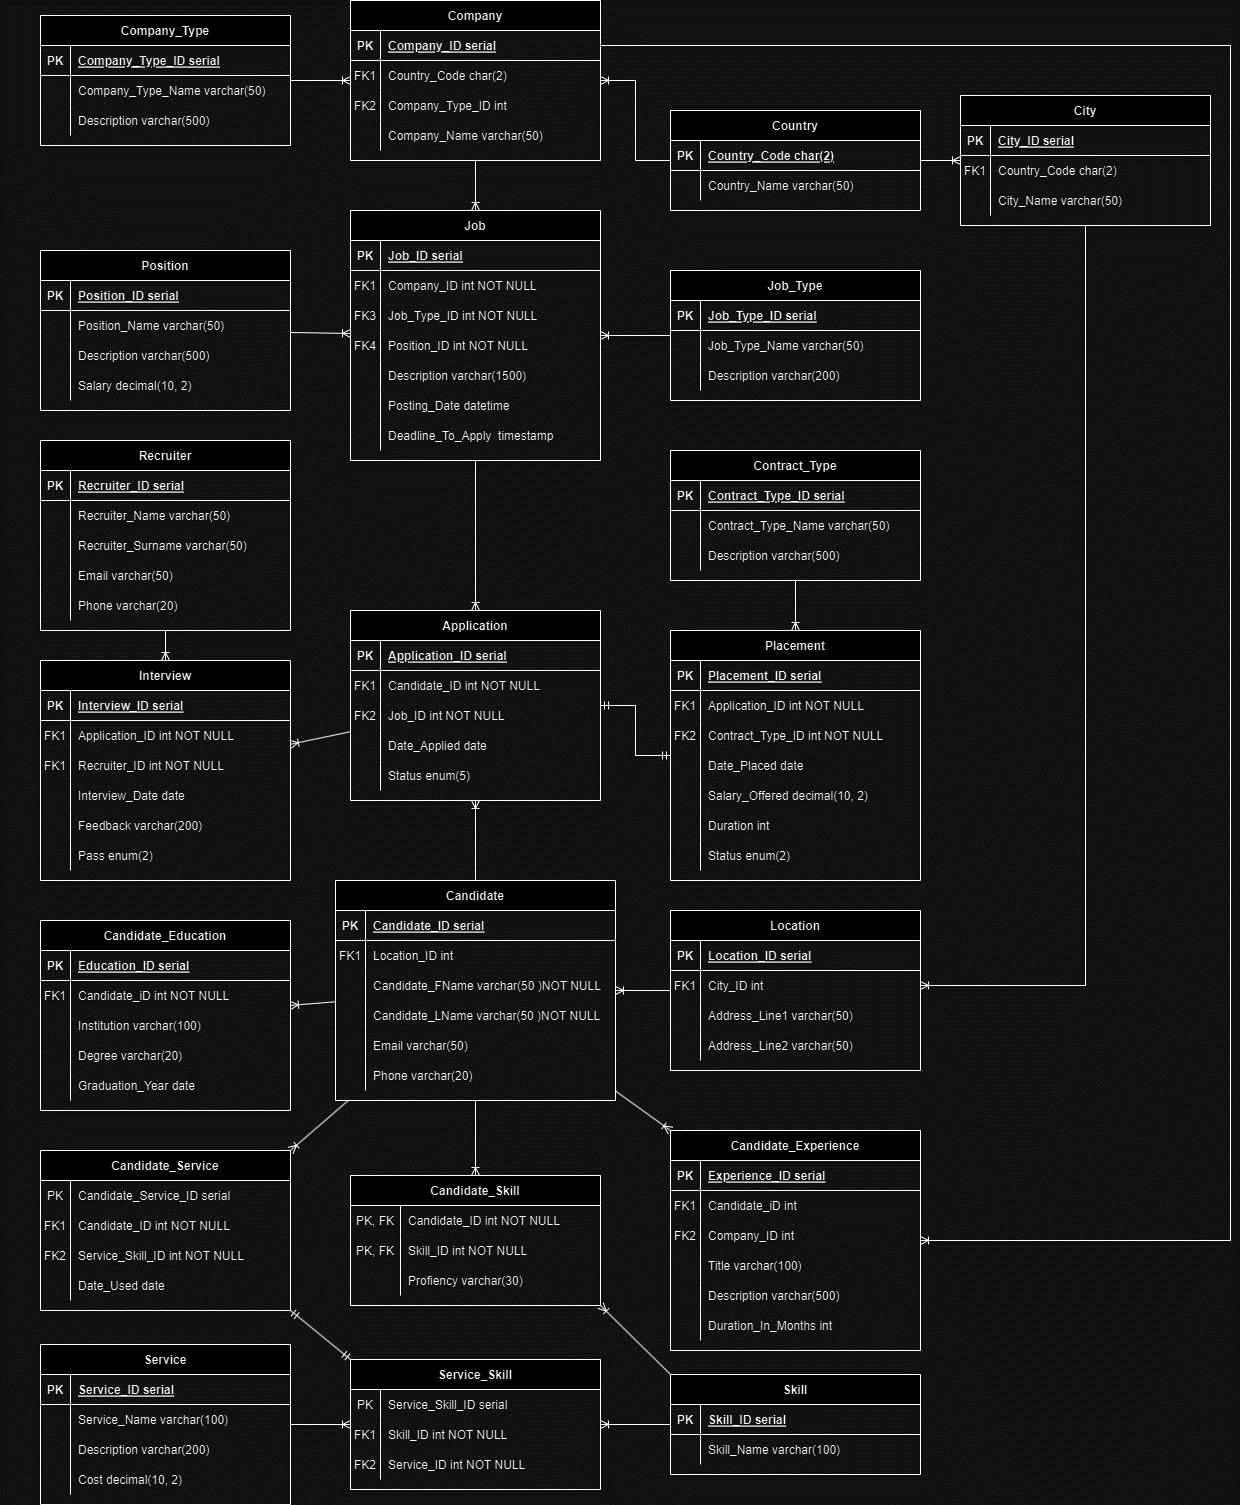 Company_Type
PK Company_Type_ID serial
Company_Type_Name varchar(50)
Description varchar(500)
Company
PK Company_ID serial
FK1 Country_Code char(2)
FK2 Company_Type_ID int
Company_Name varchar(50)
Country
PK Country_Code char(2)
Country_Name varchar(50)
City
PK City_ID serial
FK1 Country_Code char(2)
City_Name varchar(50)
Position
PK Position_ID serial
Position_Name varchar(50)
Description varchar(500)
Salary decimal(10, 2)
Job
PK Job_ID serial
FK1 Company_ID int NOT NULL
FK3 Job_Type_ID int NOT NULL
FK4 Position_ID int NOT NULL
Description varchar(1500)
Posting_Date datetime
Deadline_To_Apply timestamp
Job_Type
PK Job_Type_ID serial
Job_Type_Name varchar(50)
Description varchar(200)
Recruiter
PK Recruiter_ID serial
Recruiter_Name varchar(50)
Recruiter_Surname varchar(50)
Email varchar(50)
Phone varchar(20)
Contract_Type
PK Contract_Type_ID serial
Contract_Type_Name varchar(50)
Description varchar(500)
Interview
PK Interview_ID serial
FK1 Application_ID int NOT NULL
FK1 Recruiter_ID int NOT NULL
Interview_Date date
Feedback varchar(200)
Pass enum(2)
Application
PK Application_ID serial
FK1 Candidate_ID int NOT NULL
FK2 Job_ID int NOT NULL
Date_Applied date
Status enum(5)
Placement
PK Placement_ID serial
FK1 Application_ID int NOT NULL
FK2 Contract_Type_ID int NOT NULL
Date_Placed date
Salary_Offered decimal(10, 2)
Duration int
Status enum(2)
Candidate_Education
PK Education_ID serial
FK1 Candidate_iD int NOT NULL
Institution varchar(100)
Degree varchar(20)
Graduation_Year date
Candidate
PK Candidate_ID serial
FK1 Location_ID int
Candidate_FName varchar(50 )NOT NULL
Candidate_LName varchar(50 )NOT NULL
Email varchar(50)
Phone varchar(20)
Location
PK Location_ID serial
FK1 City_ID int
Address_Line1 varchar(50)
Address_Line2 varchar(50)
Candidate_Service
PK Candidate_Service_ID serial
FK1 Candidate_ID int NOT NULL
FK2 Service_Skill_ID int NOT NULL
Date_Used date
Candidate_Skill
PK, FK Candidate_ID int NOT NULL
PK, FK Skill_ID int NOT NULL
Profiency varchar(30)
Candidate_Experience
PK Experience_ID serial
FK1 Candidate_iD int
FK2 Company_ID int
Title varchar(100)
Description varchar(500)
Duration_In_Months int
Service
PK Service_ID serial
Service_Name varchar(100)
Description varchar(200)
Cost decimal(10, 2)
Service_Skill
PK Service_Skill_ID serial
FK1 Skill_ID int NOT NULL
FK2 Service_ID int NOT NULL
Skill
PK Skill_ID serial
Skill_Name varchar(100)